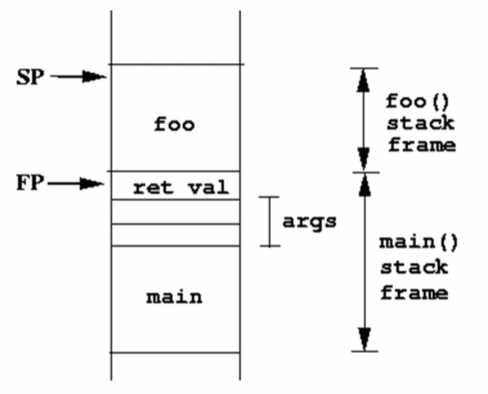 SP
foo
foo()
stack
frame
FP
ret val
args
main
main()
stack
frame